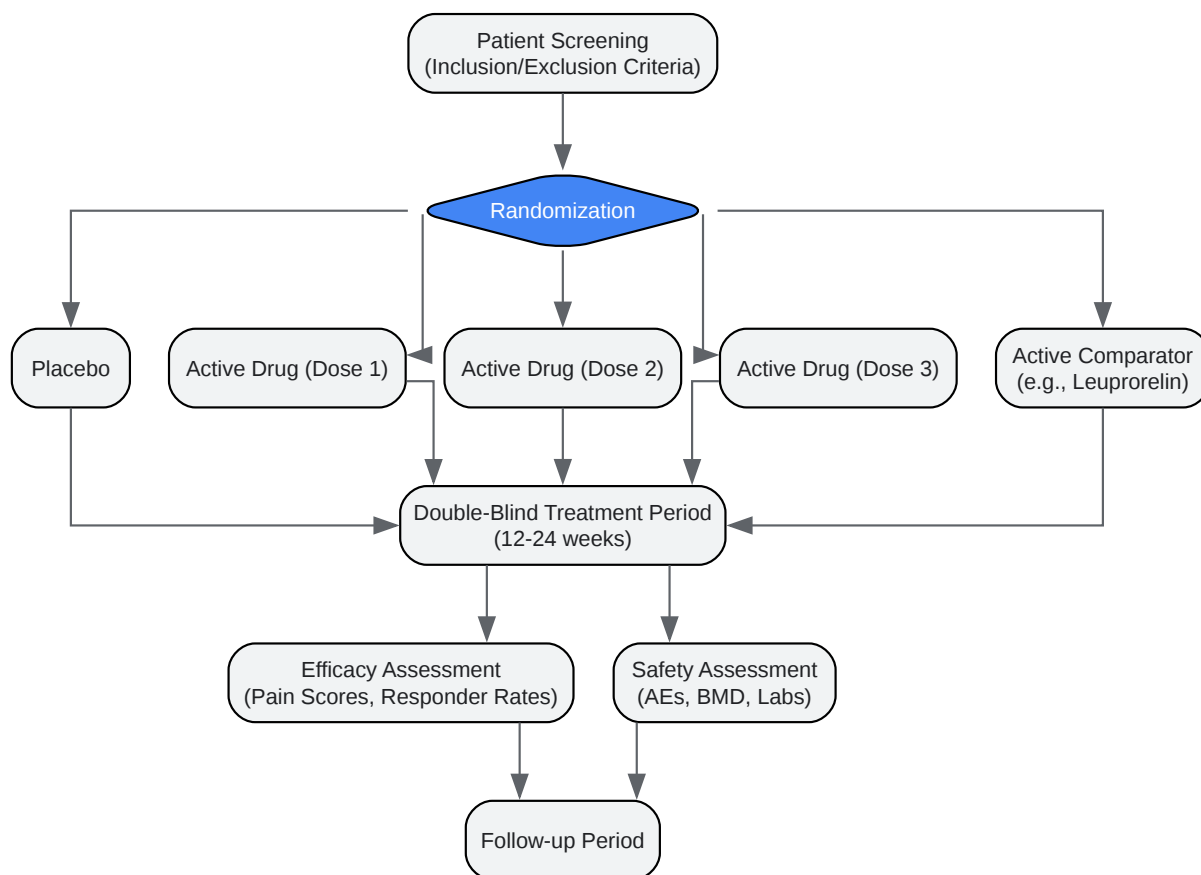 Patient Screening
(Inclusion/Exclusion Criteria)
Randomization
Placebo
Active Drug (Dose 1)
Active Drug (Dose 2)
Active Drug (Dose 3)
Active Comparator
(e.g., Leuprorelin)
Double-Blind Treatment Period
(12-24 weeks)
Efficacy Assessment
(Pain Scores, Responder Rates)
Safety Assessment
(AEs, BMD, Labs)
Follow-up Period